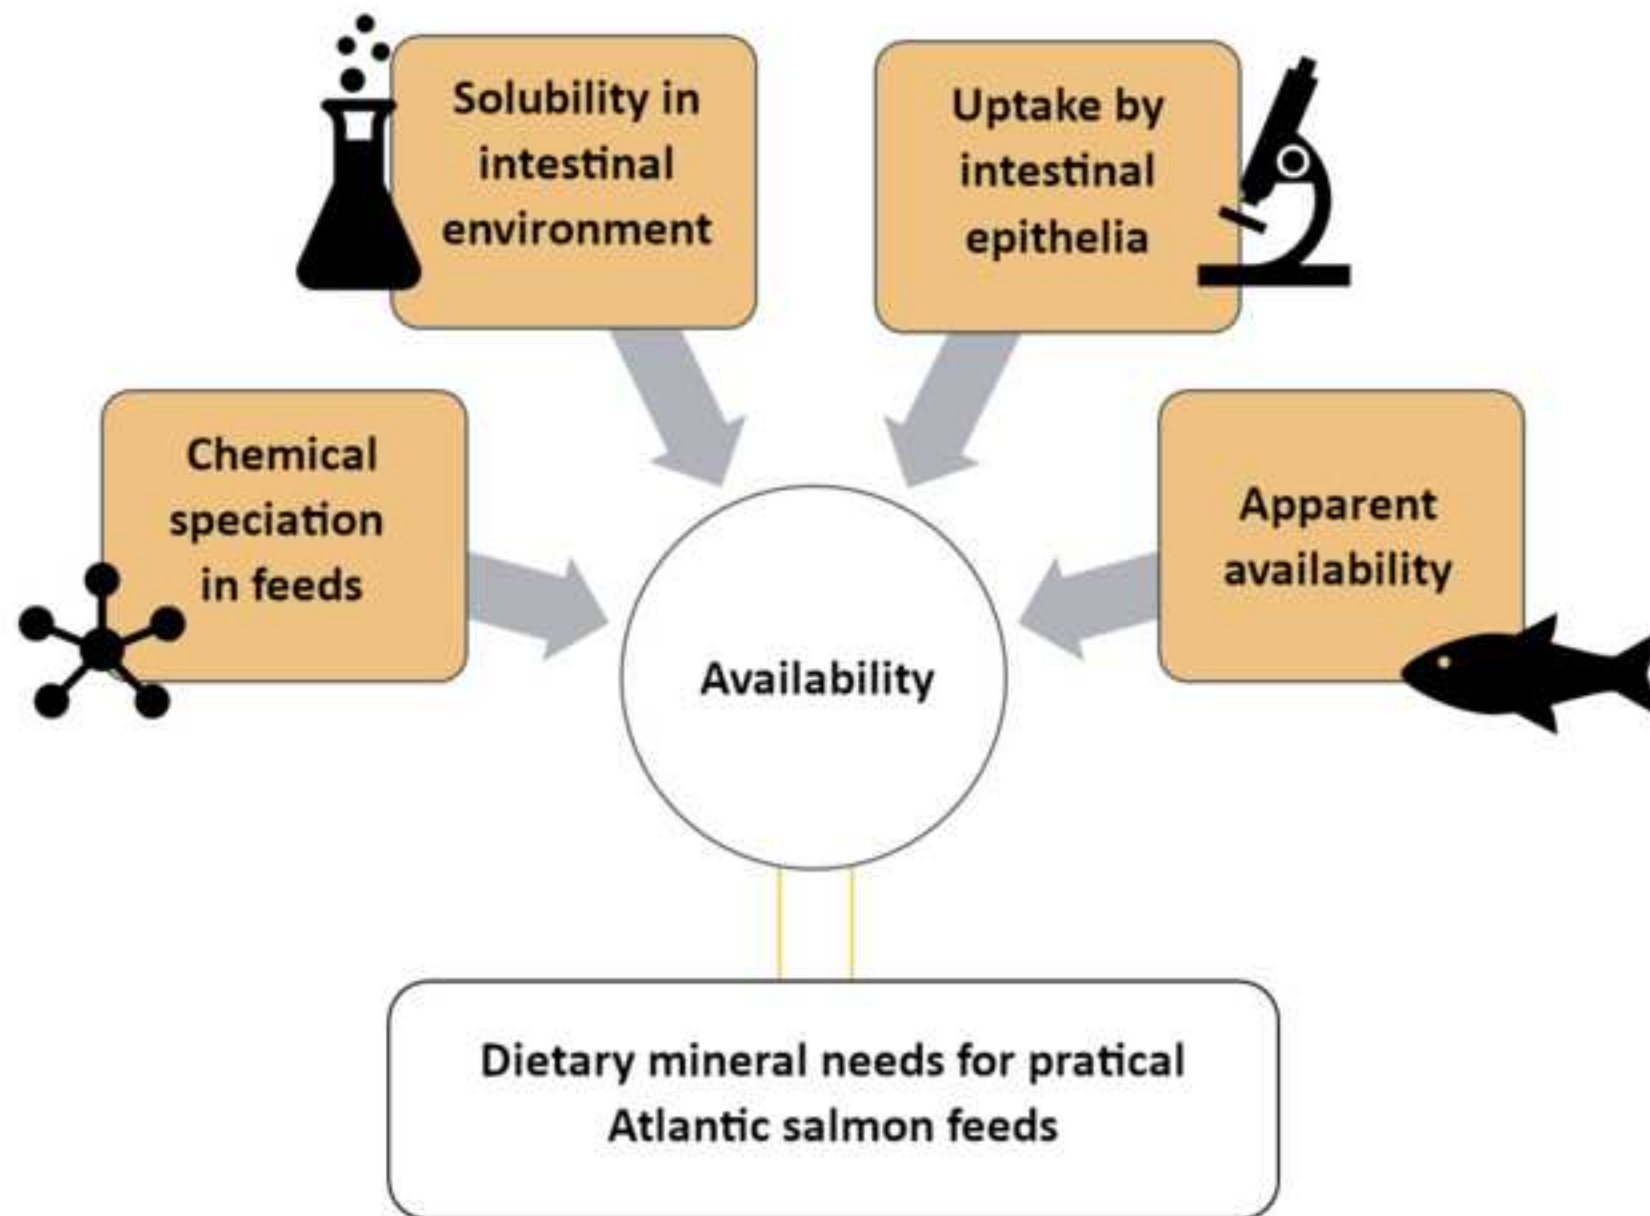 Solubility in
intestinal
environment
Uptake by
intestinal
epithelia
Chemical
speciation
in feeds
Apparent
availability
Availability
Dietary mineral needs for pratical
Atlantic salmon feeds